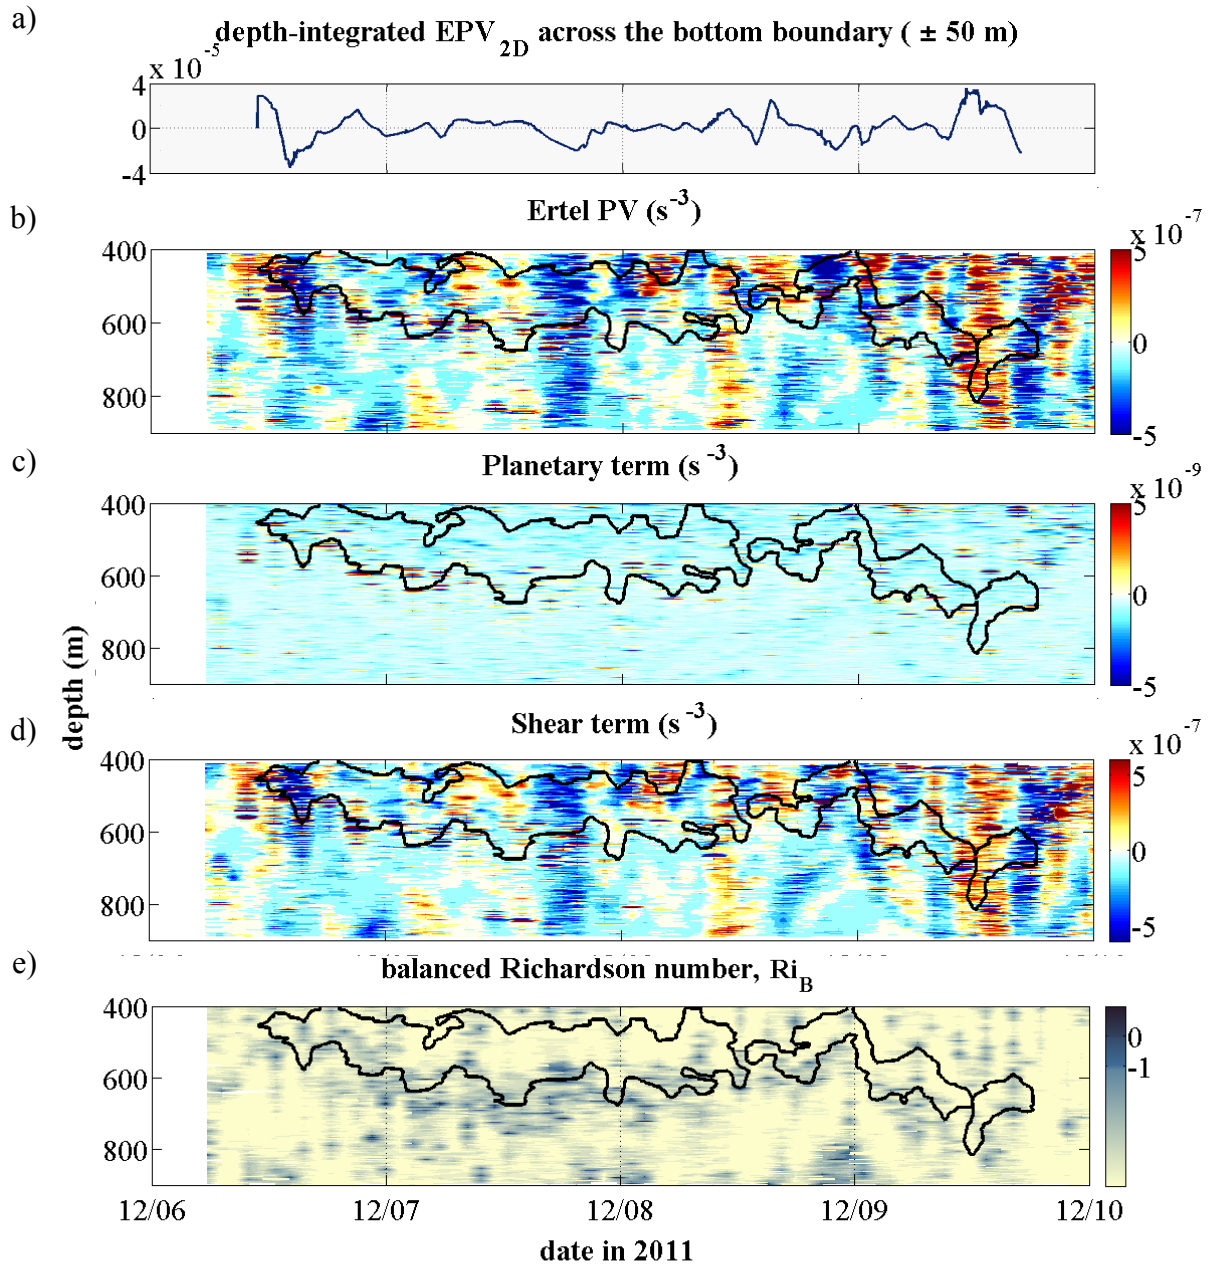 a)
depth-integrated EPV2D across the bottom boundary ( ± 50 m)
x 10^-5
4
0
-4
b)
Ertel PV (s^-3)
x 10^-7
400
600
800
5
0
-5
c)
Planetary term (s^-3)
x 10^-9
400
600
800
5
0
-5
depth (m)
d)
Shear term (s^-3)
x 10^-7
400
600
800
5
0
-5
e)
balanced Richardson number, RiB
400
600
800
0
-1
12/06 12/07 12/08 12/09 12/10
date in 2011